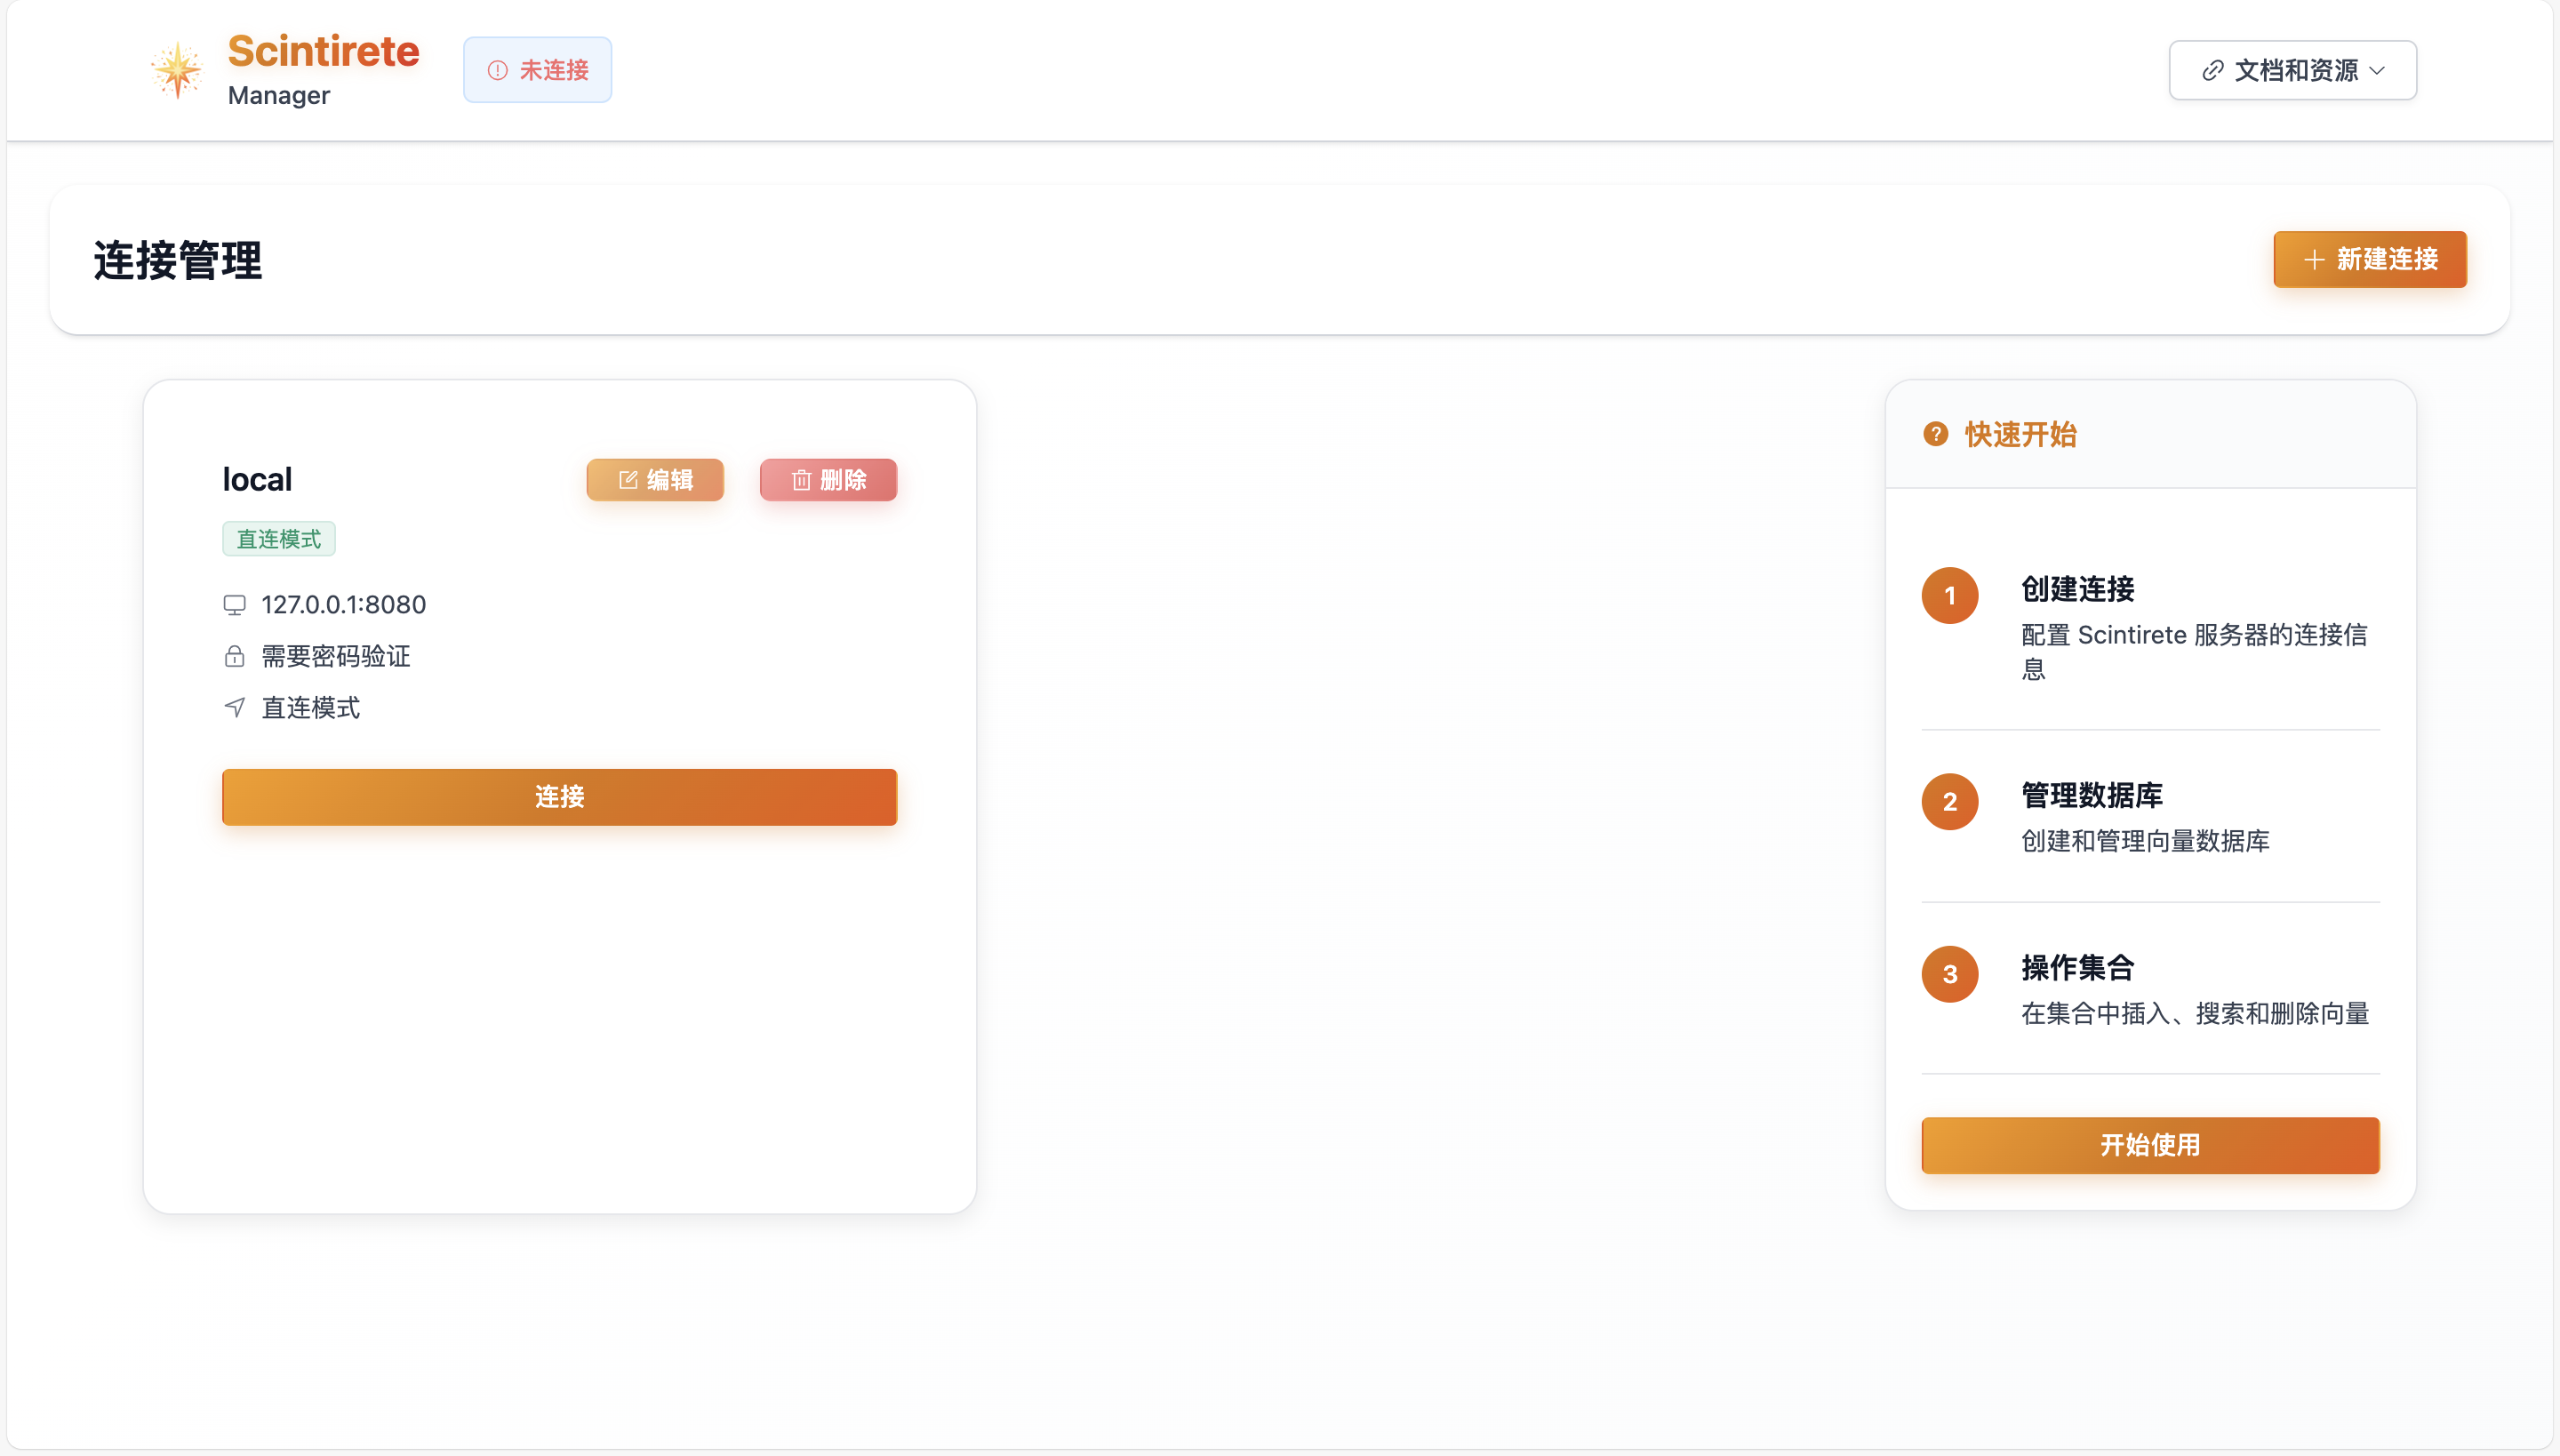 Scintirete
Manager
未连接
文档和资源
连接管理
新建连接
local
编辑
删除
直连模式
127.0.0.1:8080
需要密码验证
直连模式
连接
快速开始
1
创建连接
配置 Scintirete 服务器的连接信
息
2
管理数据库
创建和管理向量数据库
3
操作集合
在集合中插入、搜索和删除向量
开始使用